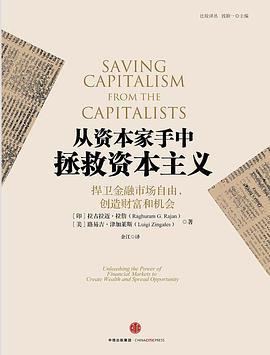 比较译丛 钱颖一·主编
SAVING
CAPITALISM
FROM THE
CAPITALISTS
从资本家手中
拯救资本主义
捍卫金融市场自由，
创造财富和机会
[印] 拉古拉迈·拉詹 (Raghuram G. Rajan)
[美] 路易吉·津加莱斯 (Luigi Zingales)
著
余江◎译
Unleashing the Power of
Financial Markets to
Create Wealth and Spread Opportunity
中信出版集团·CHINACITICPRESS